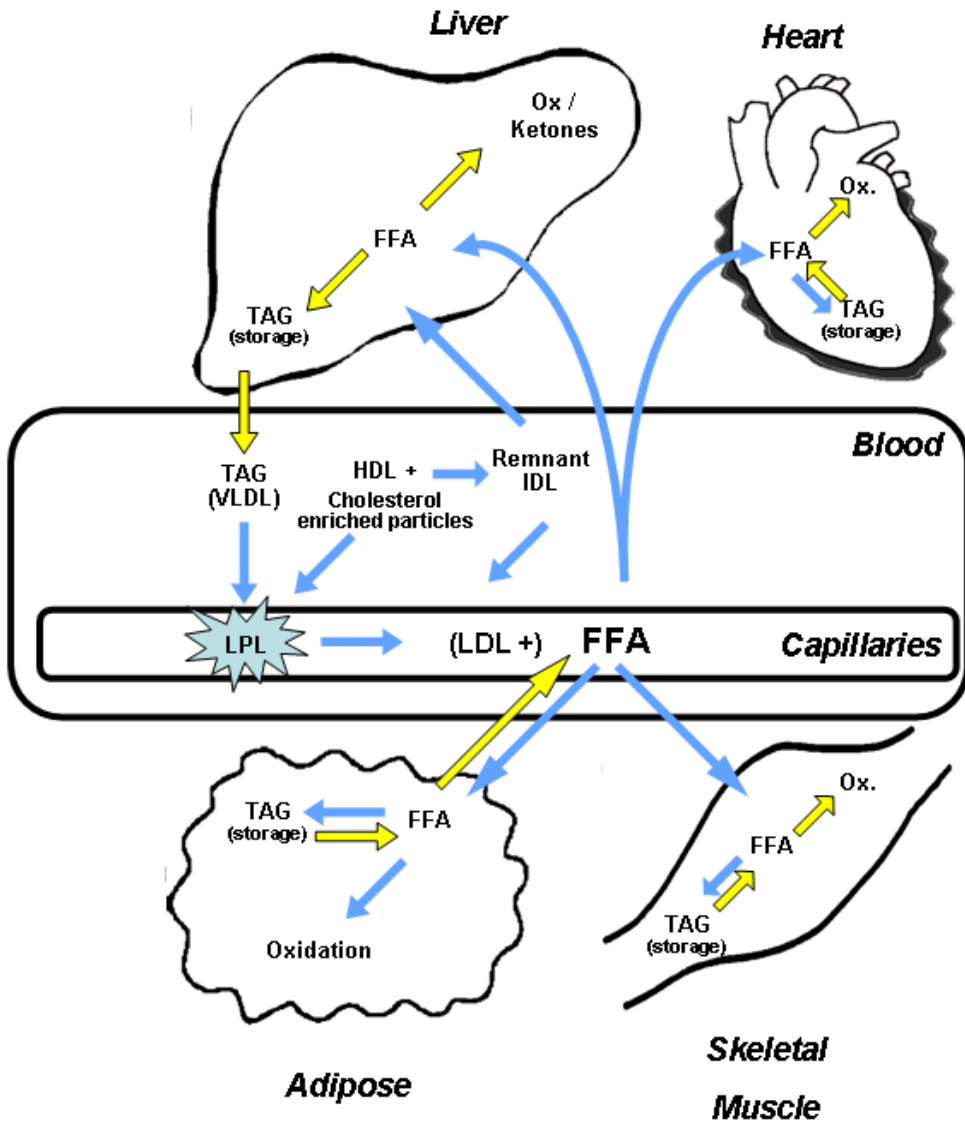 Liver
Heart
Ox /
Ketones
FFA
TAG
(storage)
Ox.
FFA
TAG
(storage)
Blood
TAG
(VLDL)
HDL +
Cholesterol
enriched particles
Remnant
IDL
LPL
(LDL +)
FFA
Capillaries
TAG
(storage)
FFA
Oxidation
Ox.
FFA
TAG
(storage)
Adipose
Skeletal
Muscle